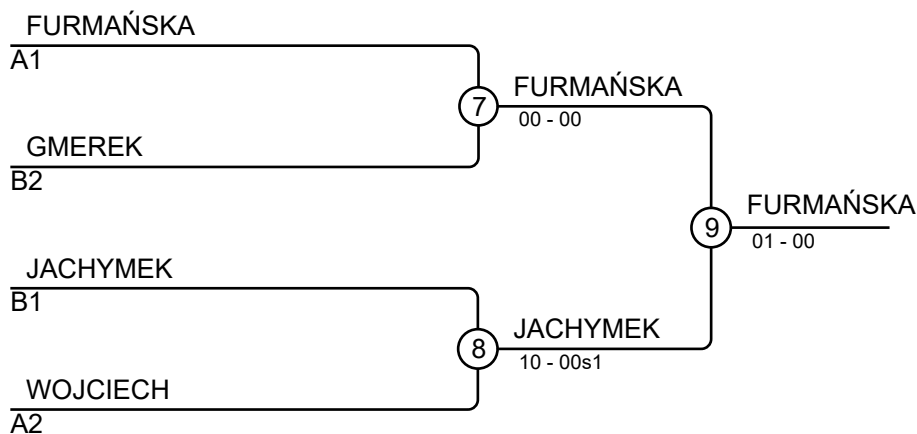 FURMAŃSKA
A1
7
FURMAŃSKA
00 - 00
GMEREK
B2
9
FURMAŃSKA
01 - 00
JACHYMEK
B1
8
JACHYMEK
10 - 00s1
WOJCIECH
A2